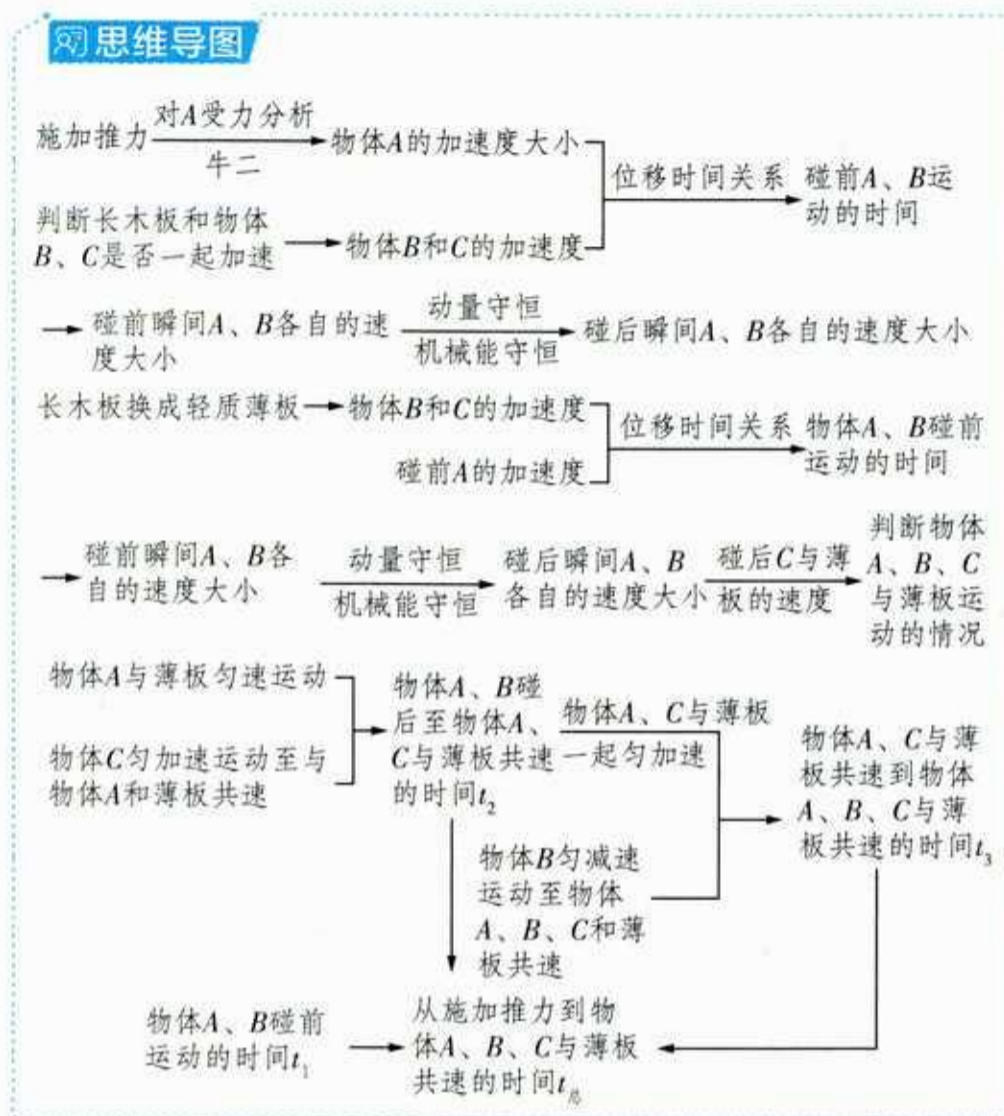 思维导图
对A受力分析
施加推力
物体A的加速度大小
牛二
位移时间关系
碰前A、B运
动的时间
判断长木板和物体
B、C是否一起加速
物体B和C的加速度
碰前瞬间A、B各自的速
度大小
动量守恒
机械能守恒
碰后瞬间A、B各自的速度大小
长木板换成轻质薄板
物体B和C的加速度
碰前A的加速度
位移时间关系
物体A、B碰前
运动的时间
碰前瞬间A、B各
自的速度大小
动量守恒
机械能守恒
碰后瞬间A、B
各自的速度大小
碰后C与薄
板的速度
判断物体
A、B、C
与薄板运
动的情况
物体A与薄板匀速运动
物体C匀加速运动至与
物体A和薄板共速
物体A、B碰
后至物体A、
C与薄板共速
的时间t₂
物体A、C与薄板
一起匀加速
物体B匀减速
运动至物体
A、B、C和薄
板共速
物体A、C与薄
板共速到物体
A、B、C与薄
板共速的时间t₃
物体A、B碰前
运动的时间t₁
从施加推力到物
体A、B、C与薄板
共速的时间t总